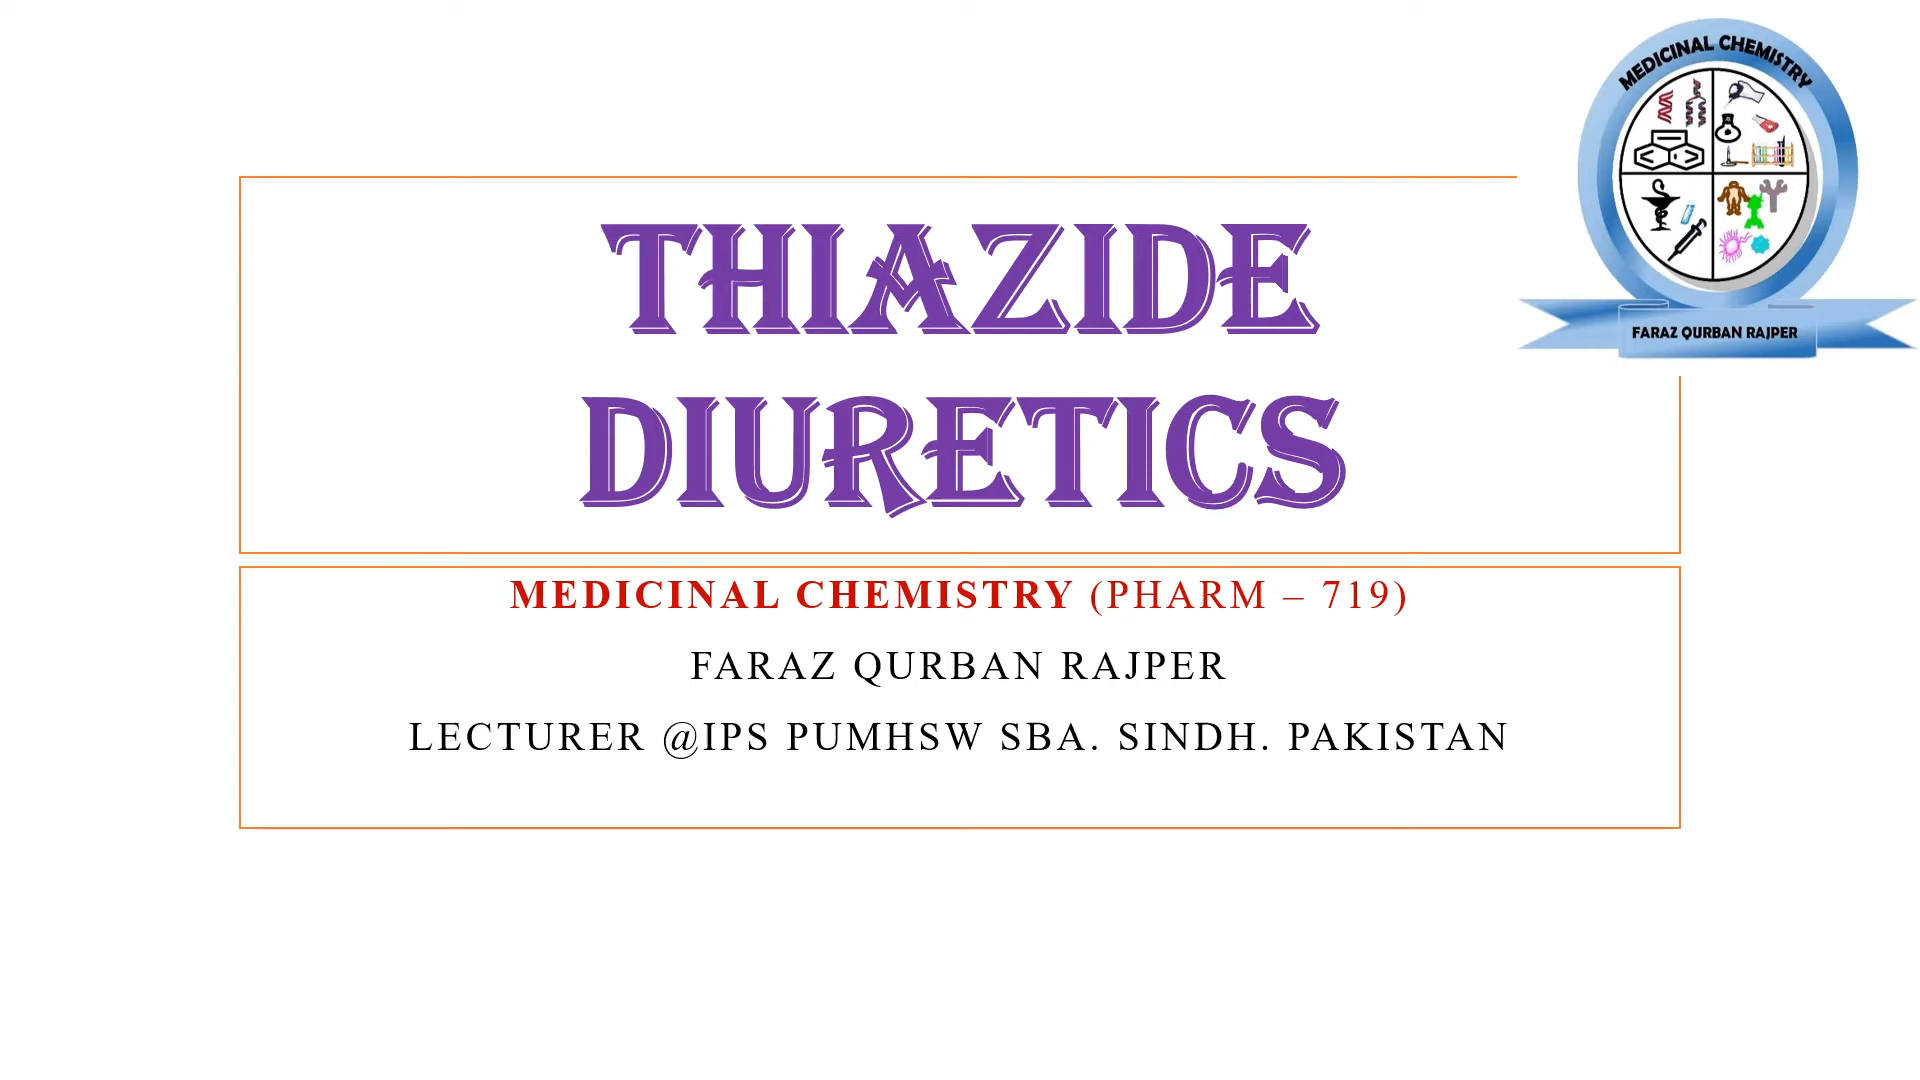 MEDICINAL CHEMISTRY
FARAZ QURBAN RAJPER
THIAZIDE
DIURETICS
MEDICINAL CHEMISTRY (PHARM – 719)
FARAZ QURBAN RAJPER
LECTURER @IPS PUMHSW SBA. SINDH. PAKISTAN